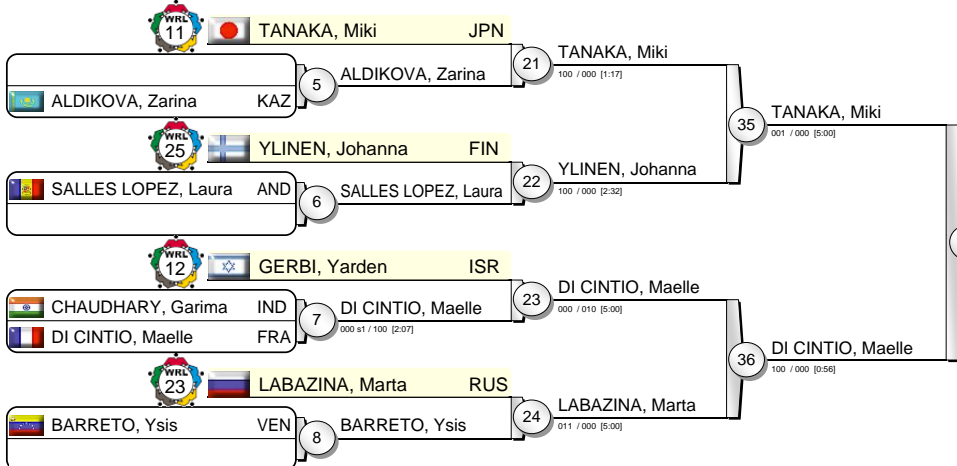 WRL
11
TANAKA, Miki JPN
21
TANAKA, Miki
100 / 000 [1:17]
5
ALDIKOVA, Zarina
ALDIKOVA, Zarina KAZ
35
TANAKA, Miki
001 / 000 [5:00]
WRL
25
YLINEN, Johanna FIN
22
YLINEN, Johanna
100 / 000 [2:32]
SALLES LOPEZ, Laura AND
6
SALLES LOPEZ, Laura
WRL
12
GERBI, Yarden ISR
23
DI CINTIO, Maelle
000 / 010 [5:00]
CHAUDHARY, Garima IND
7
DI CINTIO, Maelle
000 s1 / 100 [2:07]
DI CINTIO, Maelle FRA
36
DI CINTIO, Maelle
100 / 000 [0:56]
WRL
23
LABAZINA, Marta RUS
24
LABAZINA, Marta
011 / 000 [5:00]
BARRETO, Ysis VEN
8
BARRETO, Ysis